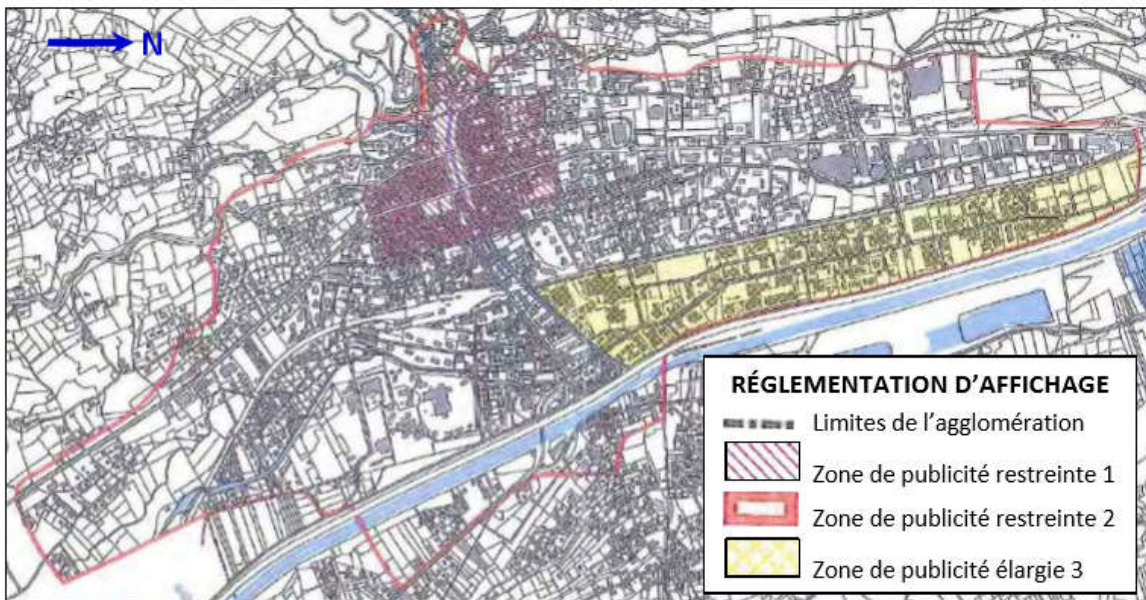 N
RÉGLEMENTATION D'AFFICHAGE
Limites de l'agglomération
Zone de publicité restreinte 1
Zone de publicité restreinte 2
Zone de publicité élargie 3